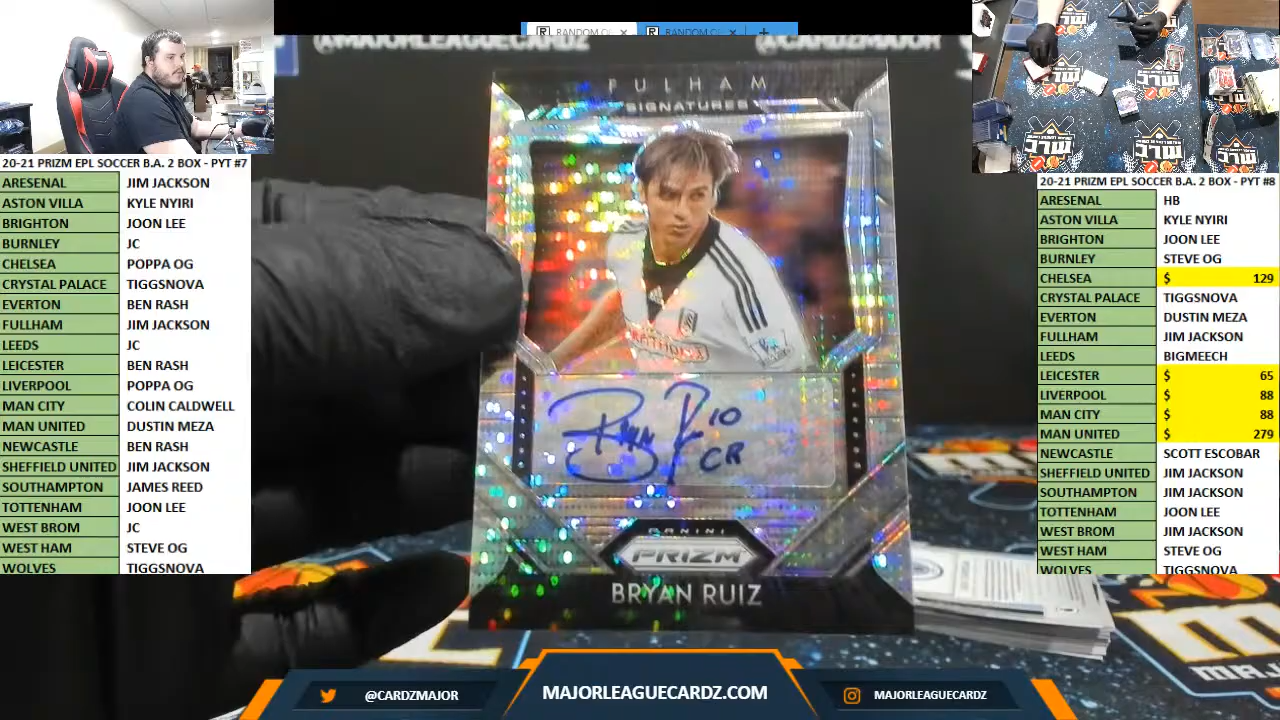 RANDOM.O
RANDOM.O
@MAJORLEAGUECARDZ
@CARDZMAJOR
FULHAM
SIGNATURES
10
CR
PANINI
PRIZM
BRYAN RUIZ
20-21 PRIZM EPL SOCCER B.A. 2 BOX - PYT #7
ARESENAL JIM JACKSON
ASTON VILLA KYLE NYIRI
BRIGHTON JOON LEE
BURNLEY JC
CHELSEA POPPA OG
CRYSTAL PALACE TIGGSNOVA
EVERTON BEN RASH
FULLHAM JIM JACKSON
LEEDS JC
LEICESTER BEN RASH
LIVERPOOL POPPA OG
MAN CITY COLIN CALDWELL
MAN UNITED DUSTIN MEZA
NEWCASTLE BEN RASH
SHEFFIELD UNITED JIM JACKSON
SOUTHAMPTON JAMES REED
TOTTENHAM JOON LEE
WEST BROM JC
WEST HAM STEVE OG
WOLVES TIGGSNOVA
20-21 PRIZM EPL SOCCER B.A. 2 BOX - PYT #8
ARESENAL HB
ASTON VILLA KYLE NYIRI
BRIGHTON JOON LEE
BURNLEY STEVE OG
CHELSEA $ 129
CRYSTAL PALACE TIGGSNOVA
EVERTON DUSTIN MEZA
FULLHAM JIM JACKSON
LEEDS BIGMEECH
LEICESTER $ 65
LIVERPOOL $ 88
MAN CITY $ 88
MAN UNITED $ 279
NEWCASTLE SCOTT ESCOBAR
SHEFFIELD UNITED JIM JACKSON
SOUTHAMPTON JIM JACKSON
TOTTENHAM JOON LEE
WEST BROM JIM JACKSON
WEST HAM STEVE OG
WOLVES TIGGSNOVA
@CARDZMAJOR
MAJORLEAGUECARDZ.COM
MAJORLEAGUECARDZ